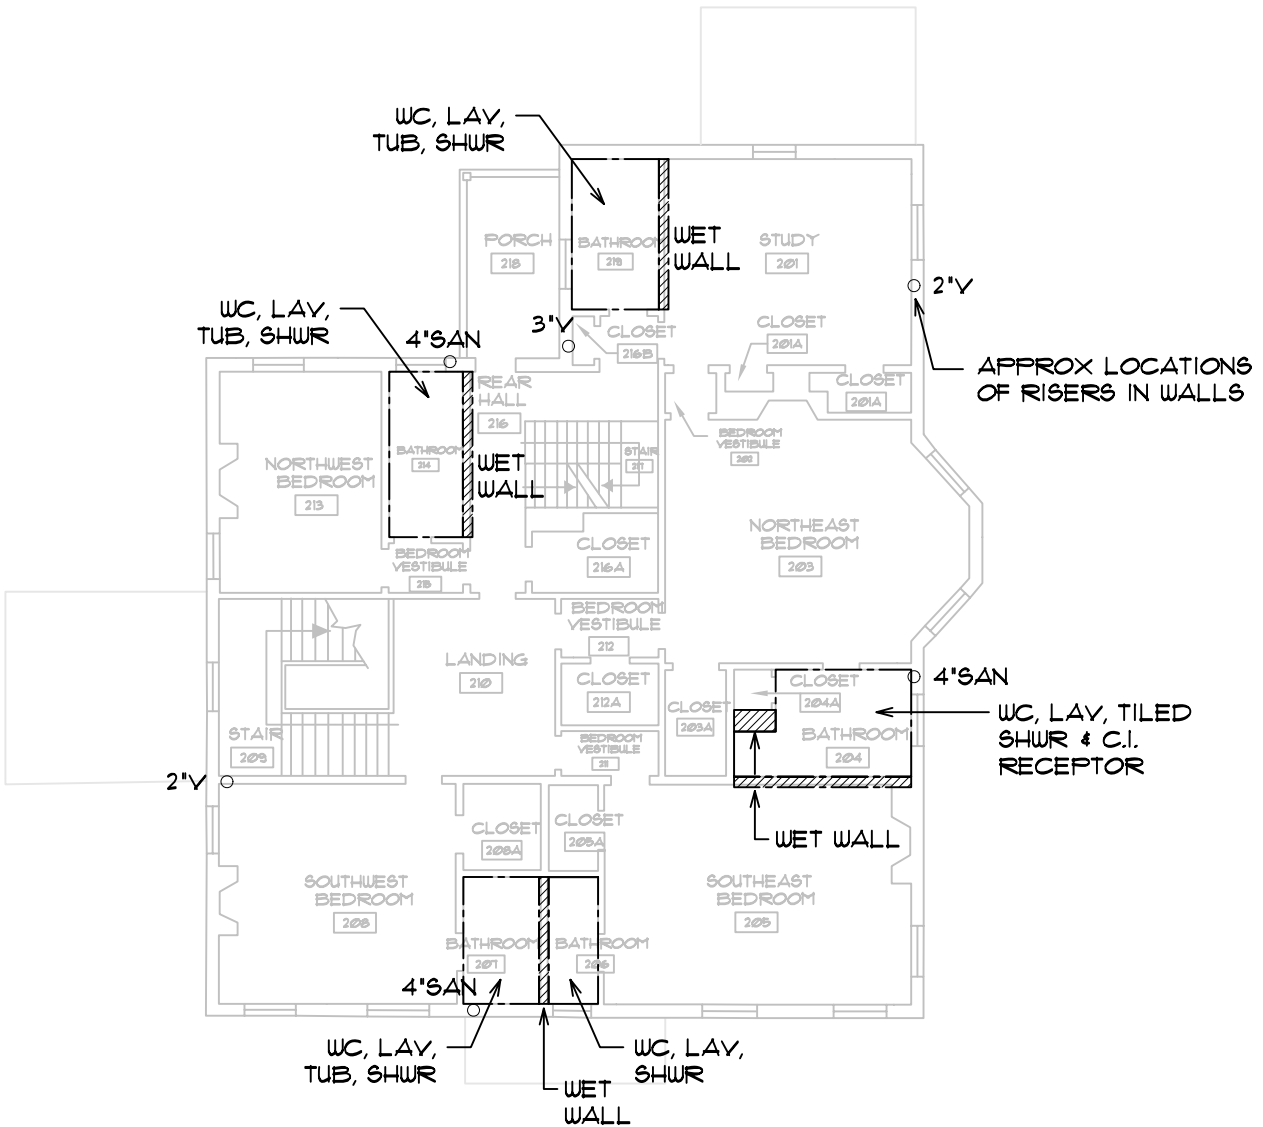 WC, LAV,
TUB, SHWR
WET
WALL
PORCH
218
BATHROOM
219
STUDY
201
2"V
WC, LAV,
TUB, SHWR
4"SAN
3"V
CLOSET
216B
CLOSET
201A
APPROX LOCATIONS
OF RISERS IN WALLS
REAR
HALL
216
CLOSET
201A
BEDROOM
VESTIBULE
202
BATHROOM
214
STAIR
217
WET
WALL
NORTHWEST
BEDROOM
213
NORTHEAST
BEDROOM
203
CLOSET
216A
BEDROOM
VESTIBULE
215
BEDROOM
VESTIBULE
212
LANDING
210
CLOSET
212A
CLOSET
204A
4"SAN
CLOSET
203A
BATHROOM
204
WC, LAV, TILED
SHWR & C.I.
RECEPTOR
STAIR
209
BEDROOM
VESTIBULE
211
2"V
WET WALL
CLOSET
208A
CLOSET
205A
SOUTHWEST
BEDROOM
208
SOUTHEAST
BEDROOM
205
BATHROOM
207
BATHROOM
206
4"SAN
WC, LAV,
TUB, SHWR
WC, LAV,
SHWR
WET
WALL